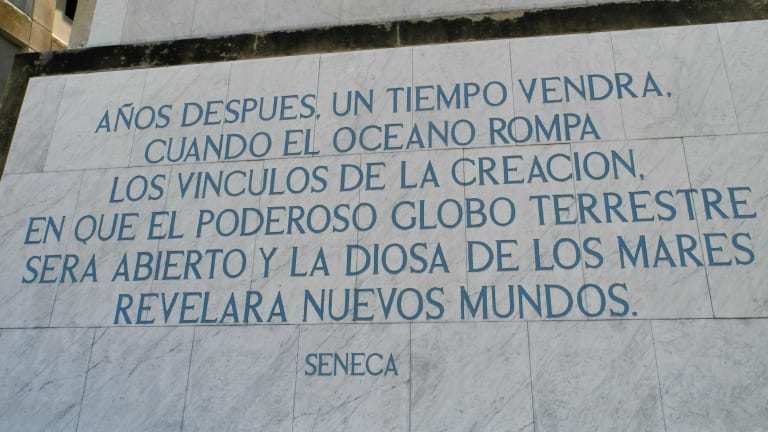 AÑOS DESPUES, UN TIEMPO VENDRA,
CUANDO EL OCEANO ROMPA
LOS VINCULOS DE LA CREACION,
EN QUE EL PODEROSO GLOBO TERRESTRE
SERA ABIERTO Y LA DIOSA DE LOS MARES
REVELARA NUEVOS MUNDOS.
SENECA